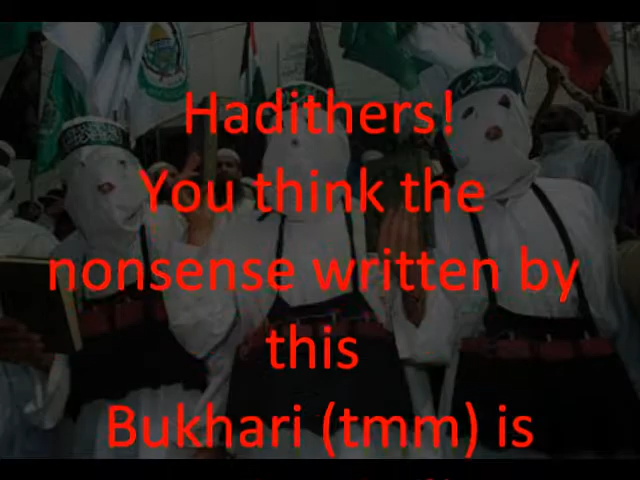 Hadithers!
You think the
nonsense written by
this
Bukhari (tmm) is